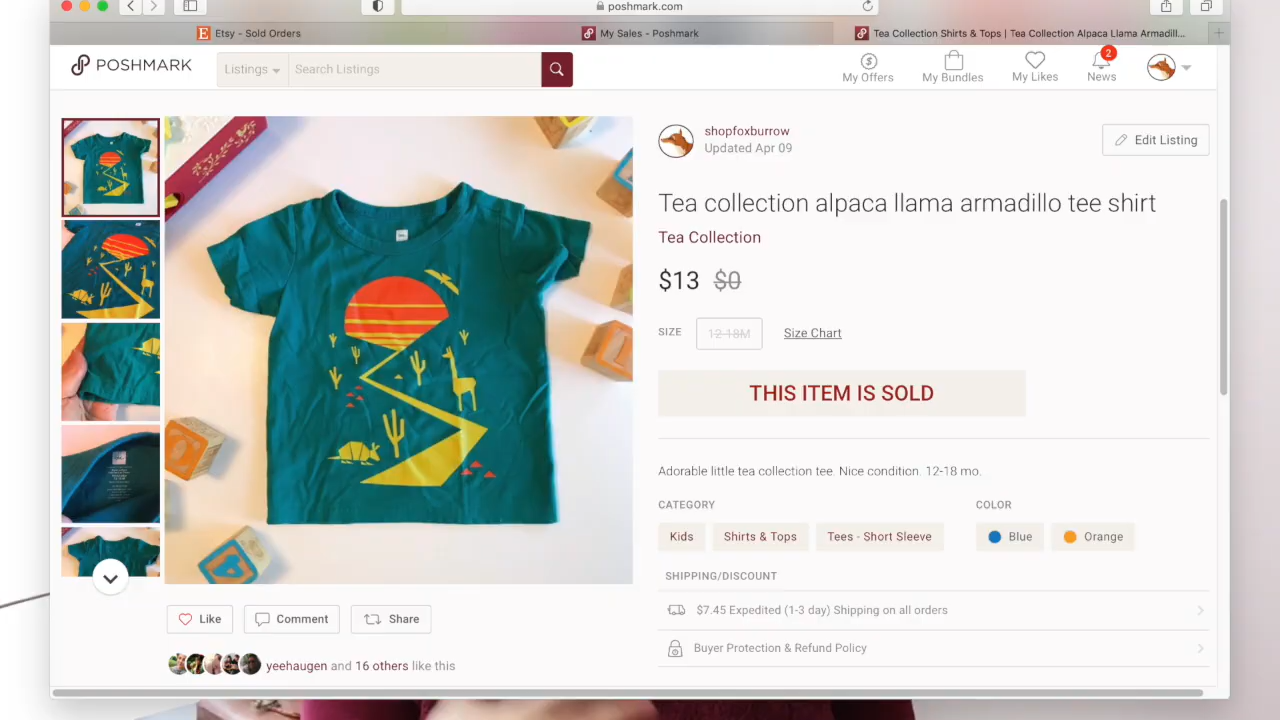 poshmark.com
Etsy - Sold Orders
My Sales - Poshmark
Tea Collection Shirts & Tops | Tea Collection Alpaca Llama Armadill...
POSHMARK
Listings
Search Listings
My Offers
My Bundles
My Likes
2
News
shopfoxburrow
Updated Apr 09
Edit Listing
Tea collection alpaca llama armadillo tee shirt
Tea Collection
$13 $0
SIZE
12-18M
Size Chart
THIS ITEM IS SOLD
Adorable little tea collection tee. Nice condition. 12-18 mo.
CATEGORY
COLOR
Kids
Shirts & Tops
Tees - Short Sleeve
Blue
Orange
SHIPPING/DISCOUNT
$7.45 Expedited (1-3 day) Shipping on all orders
Buyer Protection & Refund Policy
Like
Comment
Share
yeehaugen and 16 others like this